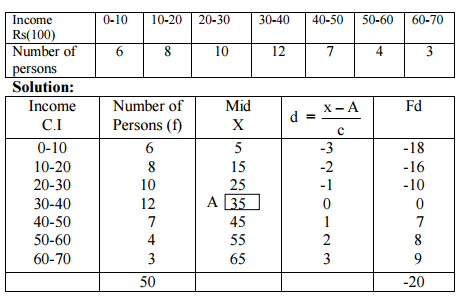 Income 0-10 10-20 20-30 30-40 40-50 50-60 60-70
Rs(100)
Number of 6 8 10 12 7 4 3
persons
Solution:
Income Number of Mid d = x – A Fd
C.I Persons (f) X c
0-10 6 5 -3 -18
10-20 8 15 -2 -16
20-30 10 25 -1 -10
30-40 12 A 35 0 0
40-50 7 45 1 7
50-60 4 55 2 8
60-70 3 65 3 9
50 -20